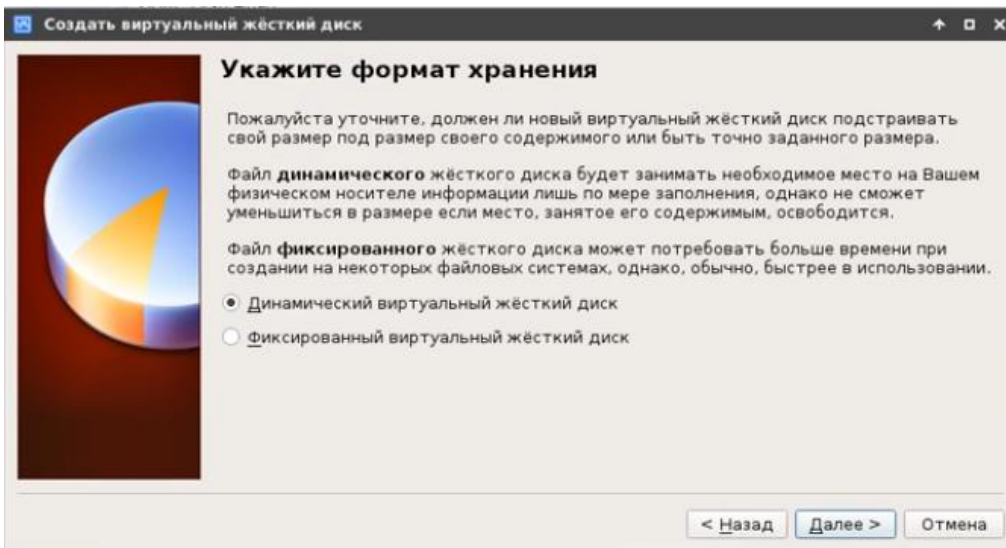 Создать виртуальный жёсткий диск
Укажите формат хранения
Пожалуйста уточните, должен ли новый виртуальный жёсткий диск подстраивать
свой размер под размер своего содержимого или быть точно заданного размера.
Файл динамического жёсткого диска будет занимать необходимое место на Вашем
физическом носителе информации лишь по мере заполнения, однако не сможет
уменьшиться в размере если место, занятое его содержимым, освободится.
Файл фиксированного жёсткого диска может потребовать больше времени при
создании на некоторых файловых системах, однако, обычно, быстрее в использовании.
Динамический виртуальный жёсткий диск
Фиксированный виртуальный жёсткий диск
< Назад Далее > Отмена